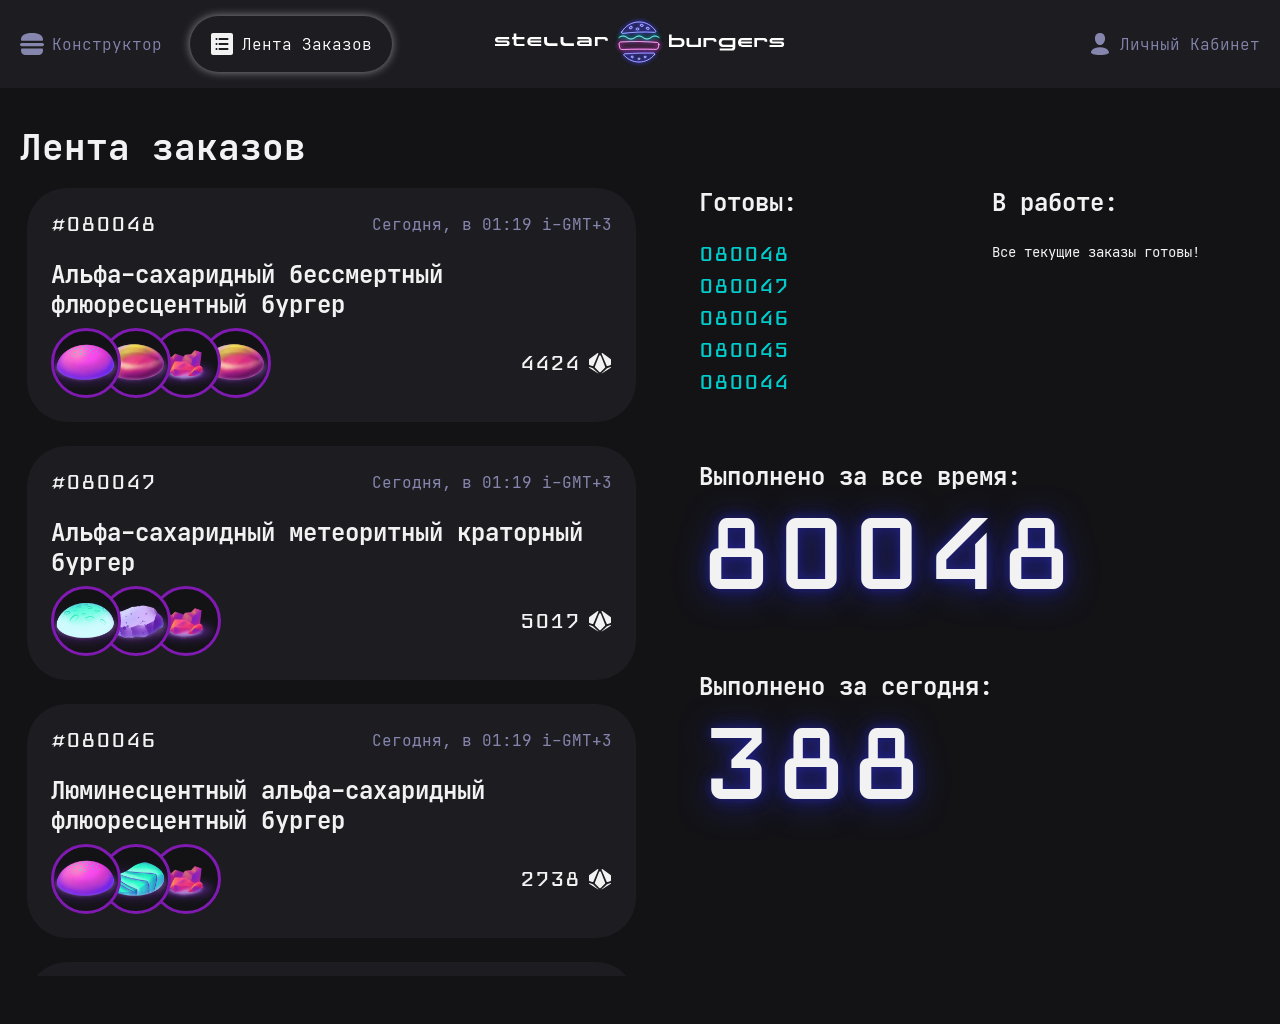 Конструктор
Лента Заказов
stellar burgers
Личный Кабинет
Лента заказов
#080048
Сегодня, в 01:19 i-GMT+3
Альфа-сахаридный бессмертный
флюоресцентный бургер
4424
#080047
Сегодня, в 01:19 i-GMT+3
Альфа-сахаридный метеоритный краторный
бургер
5017
#080046
Сегодня, в 01:19 i-GMT+3
Люминесцентный альфа-сахаридный
флюоресцентный бургер
2738
Готовы:
080048
080047
080046
080045
080044
В работе:
Все текущие заказы готовы!
Выполнено за все время:
80048
Выполнено за сегодня:
388